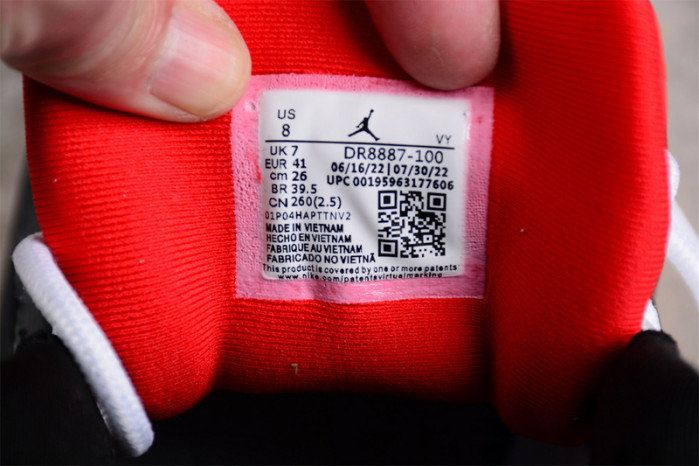 US
8
VY
UK 7
EUR 41
cm 26
BR 39.5
CN 260(2.5)
DR8887-100
06/16/22 | 07/30/22
UPC 00195963177606
01P04HAPTTNV2
MADE IN VIETNAM
HECHO EN VIETNAM
FABRIQUE AU VIETNAM
FABRICADO NO VIETNÃ
This product is covered by one or more patents:
www.nike.com/patentsvirtualmarking